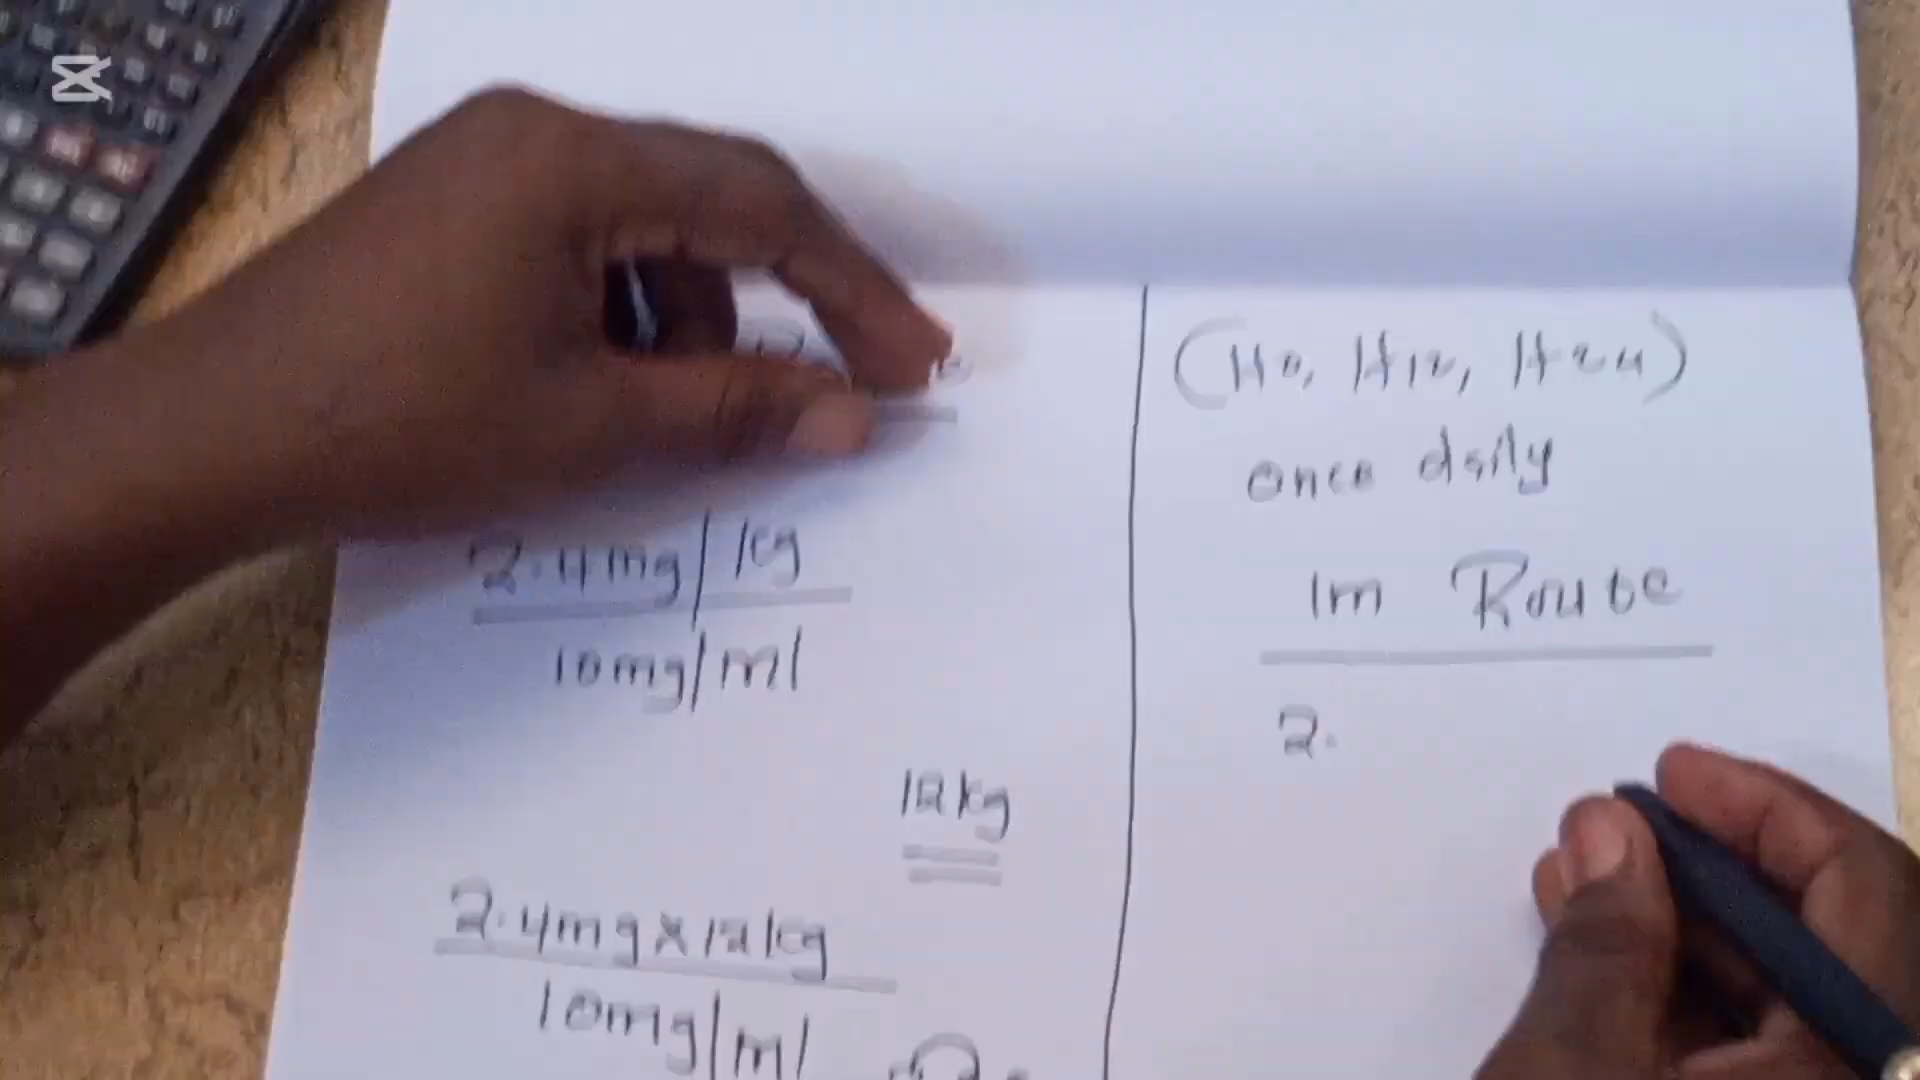 2.4mg/kg
10mg/ml
12kg
2.4mg x 12kg
10mg/ml
(H0, H12, H24)
once daily
Im Route
2.